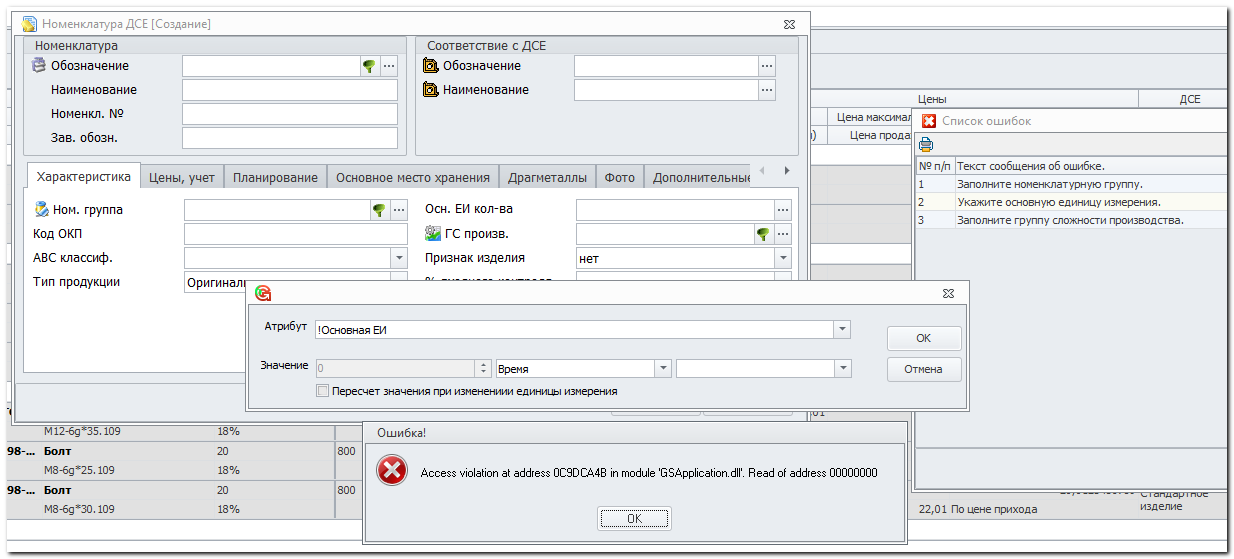 Номенклатура ДСЕ [Создание]
Номенклатура
Соответствие с ДСЕ
Обозначение
Обозначение
Наименование
Наименование
Номенкл. №
Зав. обозн.
Цены
ДСЕ
Цена максимал
Цена прода
Список ошибок
№ п/п Текст сообщения об ошибке.
1 Заполните номенклатурную группу.
2 Укажите основную единицу измерения.
3 Заполните группу сложности производства.
Характеристика Цены, учет Планирование Основное место хранения Драгметаллы Фото Дополнительные
Ном. группа
Осн. ЕИ кол-ва
Код ОКП
ГС произв.
ABC классиф.
Признак изделия нет
Тип продукции Оригиналь
Атрибут !Основная ЕИ
OK
Значение 0 Время
Отмена
Пересчет значения при изменениии единицы измерения
M12-6g*35.109 18%
98-... Болт 20 800
M8-6g*25.109 18%
98-... Болт 20 800
M8-6g*30.109 18%
Ошибка!
Access violation at address 0C9DCA4B in module 'GSApplication.dll'. Read of address 00000000
OK
Стандартное
изделие
22,01 По цене прихода